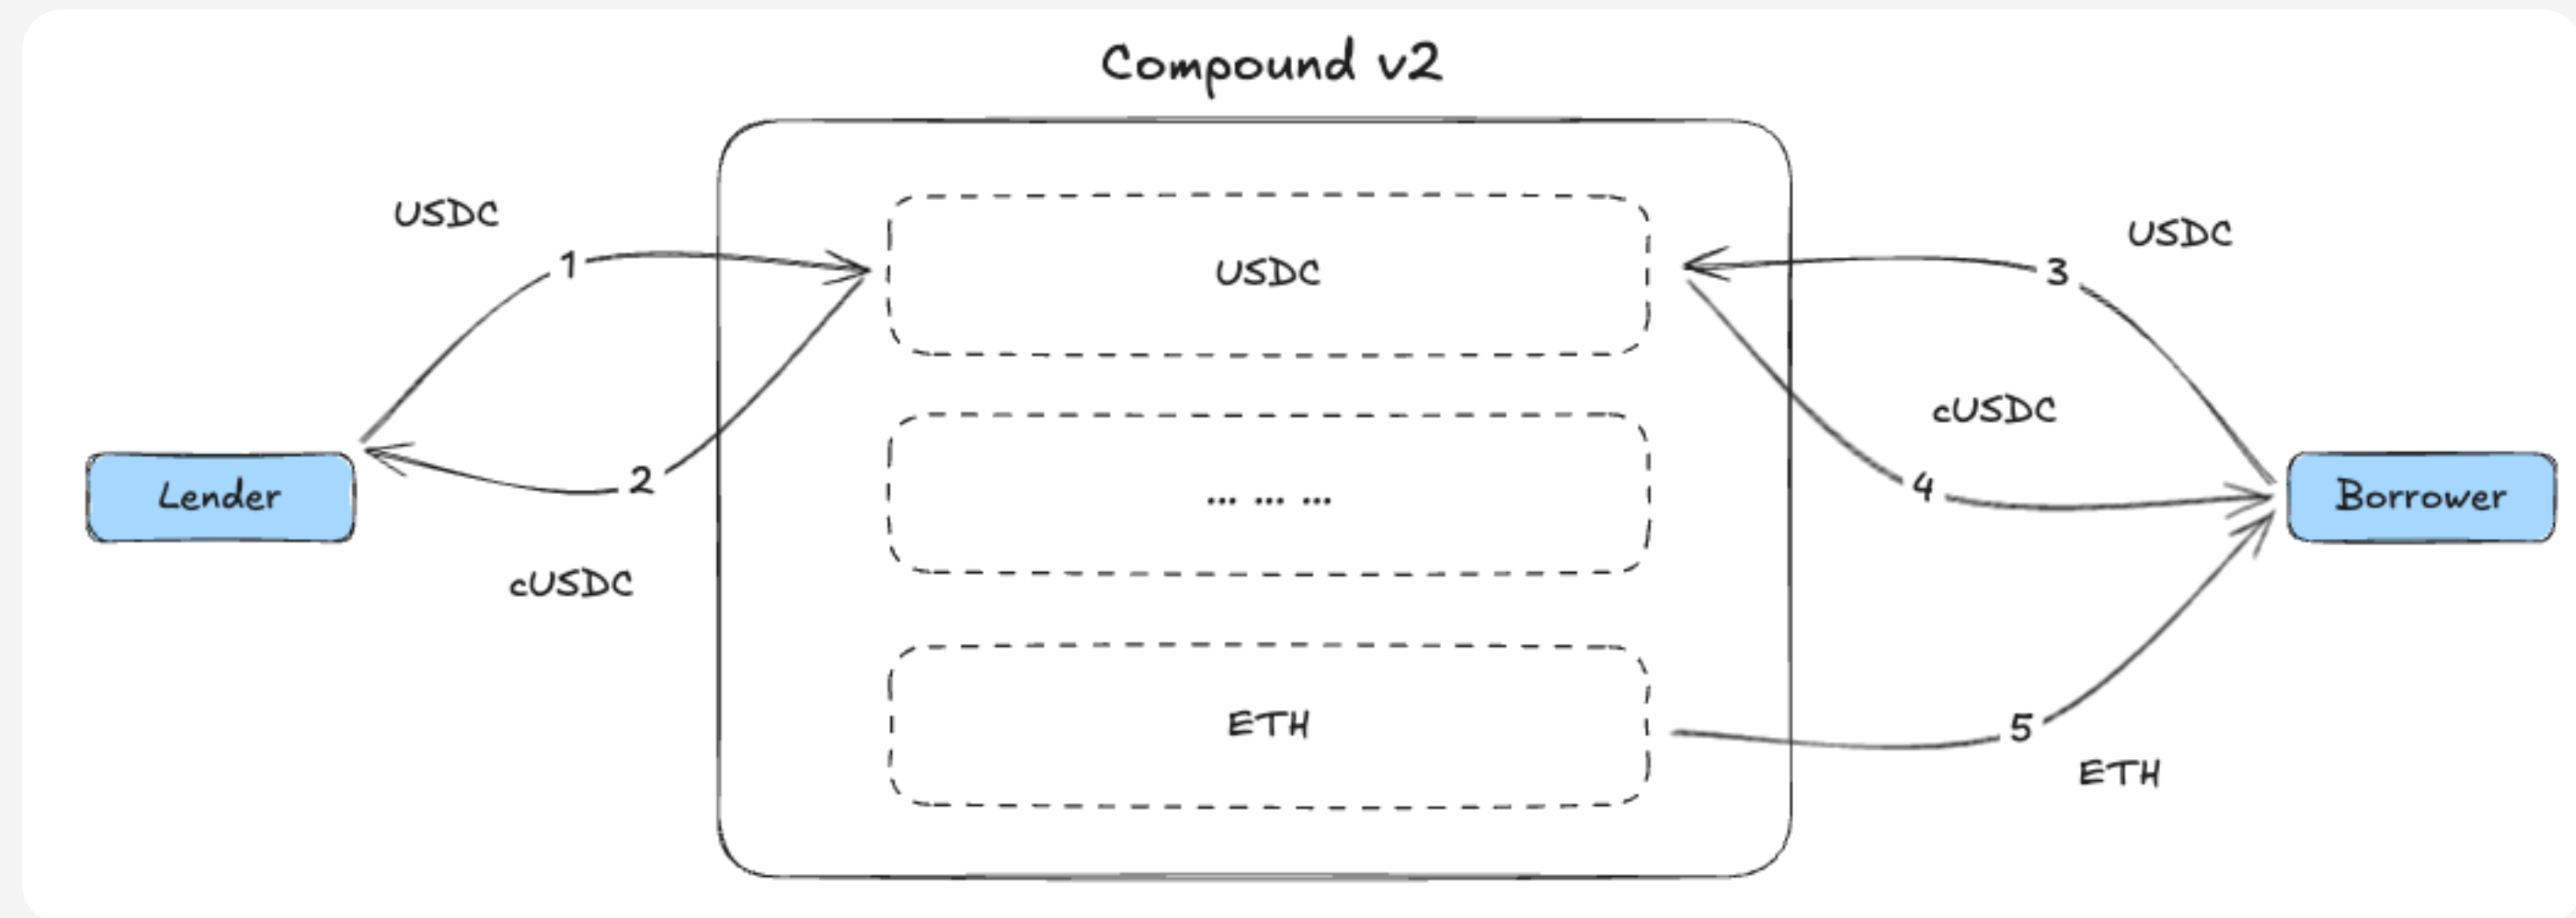 Compound v2
USDC
1
USDC
3
USDC
cUSDC
2
Lender
cUSDC
... ... ...
4
Borrower
ETH
5
ETH